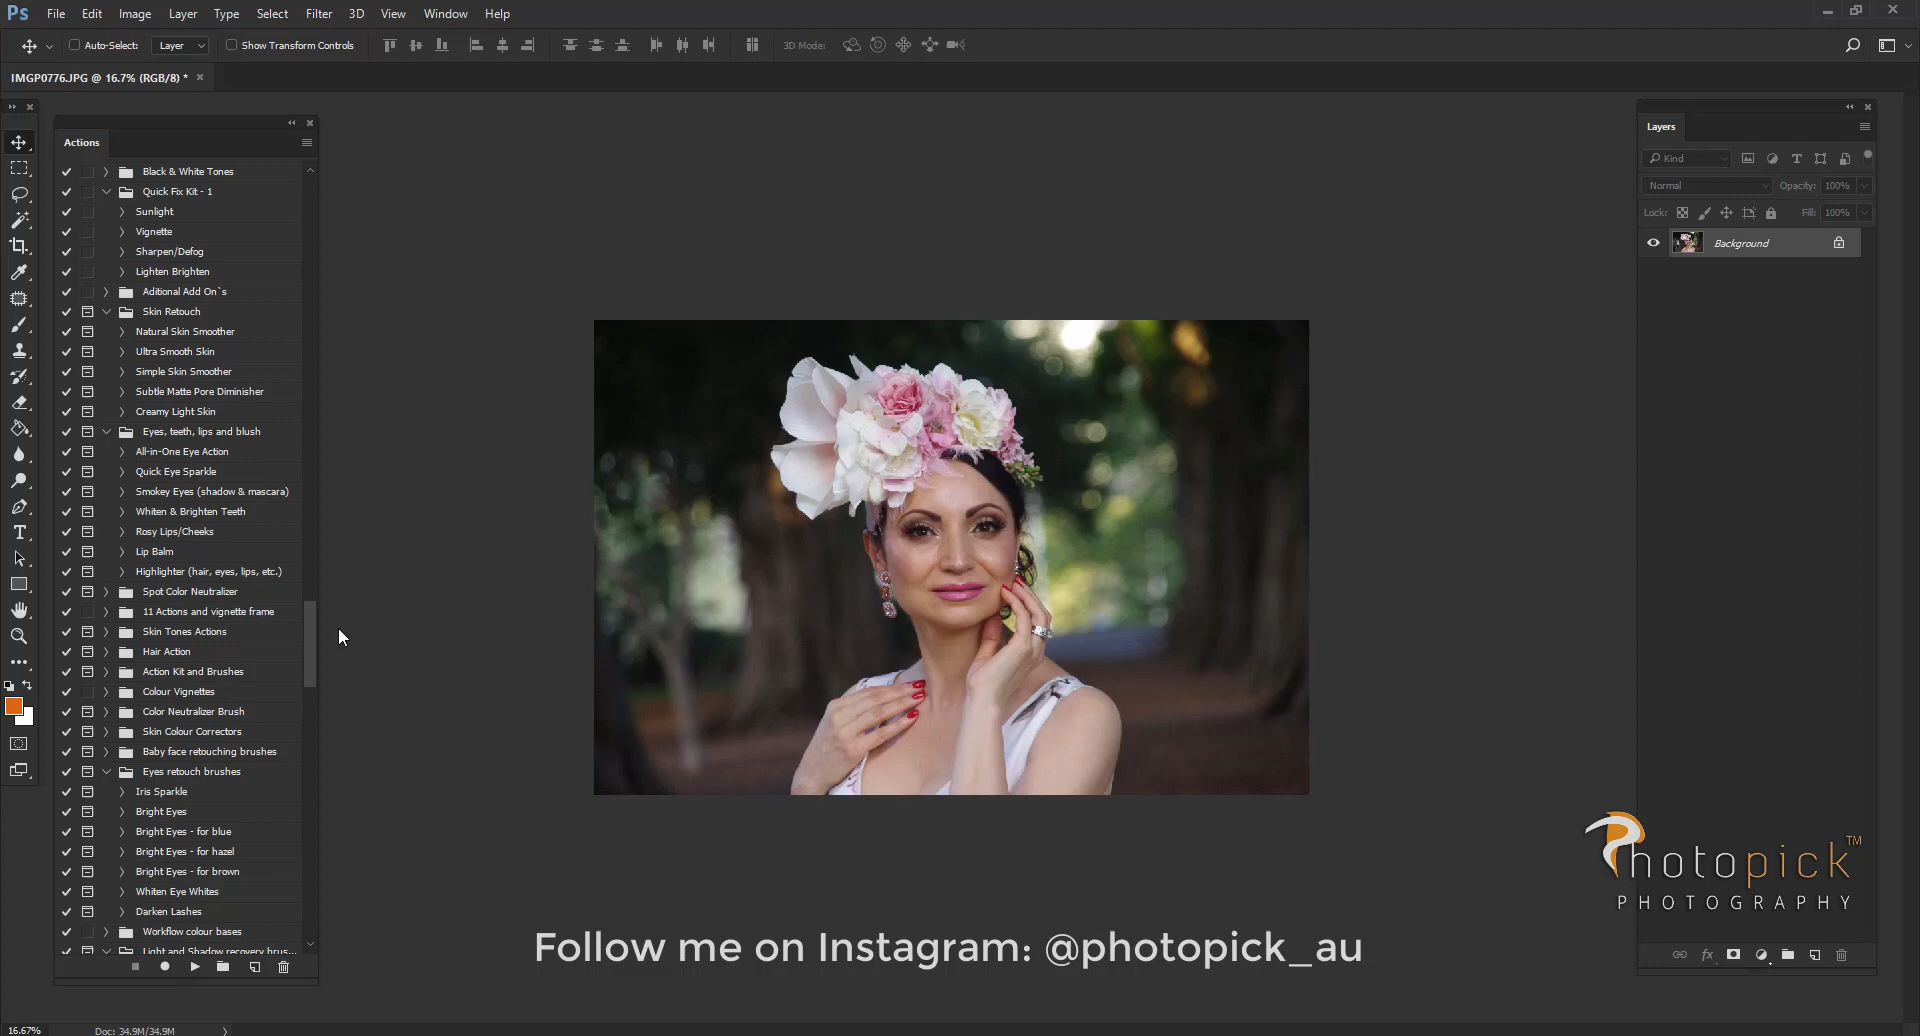 Ps File Edit Image Layer Type Select Filter 3D View Window Help
Auto-Select: Layer Show Transform Controls 3D Mode:
IMGP0776.JPG @ 16.7% (RGB/8) *
Actions
Black & White Tones
Quick Fix Kit - 1
Sunlight
Vignette
Sharpen/Defog
Lighten Brighten
Aditional Add On`s
Skin Retouch
Natural Skin Smoother
Ultra Smooth Skin
Simple Skin Smoother
Subtle Matte Pore Diminisher
Creamy Light Skin
Eyes, teeth, lips and blush
All-in-One Eye Action
Quick Eye Sparkle
Smokey Eyes (shadow & mascara)
Whiten & Brighten Teeth
Rosy Lips/Cheeks
Lip Balm
Highlighter (hair, eyes, lips, etc.)
Spot Color Neutralizer
11 Actions and vignette frame
Skin Tones Actions
Hair Action
Action Kit and Brushes
Colour Vignettes
Color Neutralizer Brush
Skin Colour Correctors
Baby face retouching brushes
Eyes retouch brushes
Iris Sparkle
Bright Eyes
Bright Eyes - for blue
Bright Eyes - for hazel
Bright Eyes - for brown
Whiten Eye Whites
Darken Lashes
Workflow colour bases
Light and Shadow recovery brus...
Layers
Kind
Normal Opacity: 100%
Lock: Fill: 100%
Background
fx
Photopick™
PHOTOGRAPHY
Follow me on Instagram: @photopick_au
16.67% Doc: 34.9M/34.9M